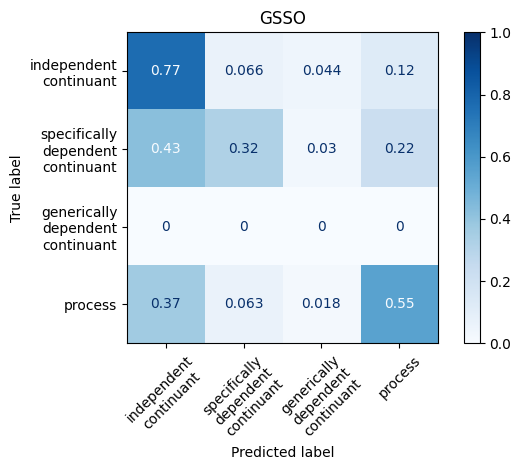 GSSO
True label
independent
continuant
0.77
0.066
0.044
0.12
specifically
dependent
continuant
0.43
0.32
0.03
0.22
generically
dependent
continuant
0
0
0
0
process
0.37
0.063
0.018
0.55
independent
continuant
specifically
dependent
continuant
generically
dependent
continuant
process
Predicted label
1.0
0.8
0.6
0.4
0.2
0.0